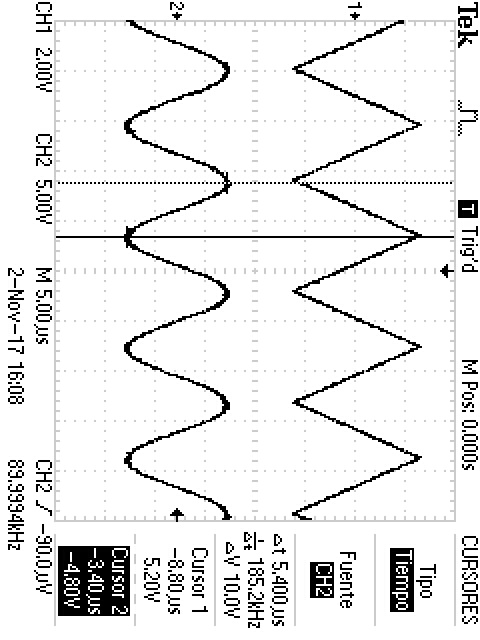 Tek T Trig'd M Pos: 0.000s CURSORES
Tipo
Tiempo
1
Fuente
CH2
Δt 5.400µs
1/Δt 185.2kHz
ΔV 10.0V
Cursor 1
-8.80µs
5.20V
2
Cursor 2
-3.40µs
-4.80V
CH1 2.00V CH2 5.00V M 5.00µs CH2 -90.0µV
2-Nov-17 16:08 89.9994kHz